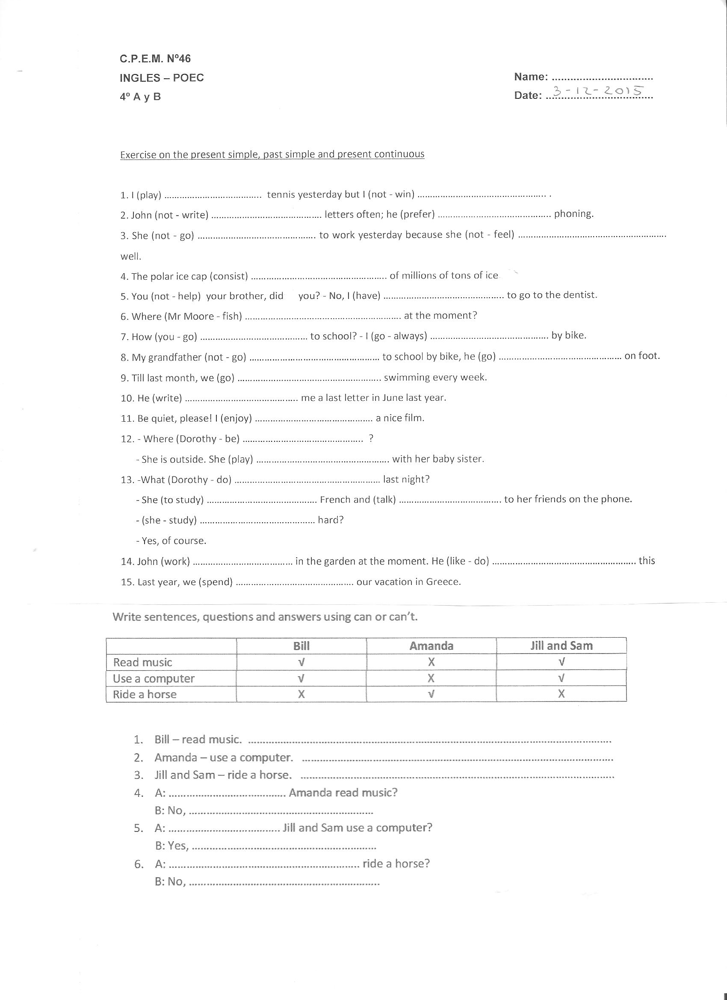 C.P.E.M. Nº46
INGLES – POEC
Name: .................................
4º A y B
Date: ...3-12-2015...
Exercise on the present simple, past simple and present continuous
1. I (play) ...................................... tennis yesterday but I (not - win) ................................................... .
2. John (not - write) ........................................... letters often; he (prefer) ............................................ phoning.
3. She (not - go) .............................................. to work yesterday because she (not - feel) ..........................................................
well.
4. The polar ice cap (consist) ..................................................... of millions of tons of ice
5. You (not - help) your brother, did you? - No, I (have) ............................................... to go to the dentist.
6. Where (Mr Moore - fish) ............................................................. at the moment?
7. How (you - go) .......................................... to school? - I (go - always) .............................................. by bike.
8. My grandfather (not - go) ................................................... to school by bike, he (go) ................................................ on foot.
9. Till last month, we (go) ........................................................ swimming every week.
10. He (write) ............................................ me a last letter in June last year.
11. Be quiet, please! I (enjoy) .............................................. a nice film.
12. - Where (Dorothy - be) ............................................... ?
- She is outside. She (play) .................................................... with her baby sister.
13. -What (Dorothy - do) ......................................................... last night?
- She (to study) ........................................... French and (talk) ........................................ to her friends on the phone.
- (she - study) ............................................. hard?
- Yes, of course.
14. John (work) ....................................... in the garden at the moment. He (like - do) ........................................................ this
15. Last year, we (spend) .............................................. our vacation in Greece.
Write sentences, questions and answers using can or can't.
Bill Amanda Jill and Sam
Read music √ X √
Use a computer √ X √
Ride a horse X √ X
1. Bill – read music. ..............................................................................................................................
2. Amanda – use a computer. ............................................................................................................
3. Jill and Sam – ride a horse. ............................................................................................................
4. A: ........................................ Amanda read music?
B: No, ...............................................................
5. A: ...................................... Jill and Sam use a computer?
B: Yes, ...............................................................
6. A: ................................................................. ride a horse?
B: No, .................................................................